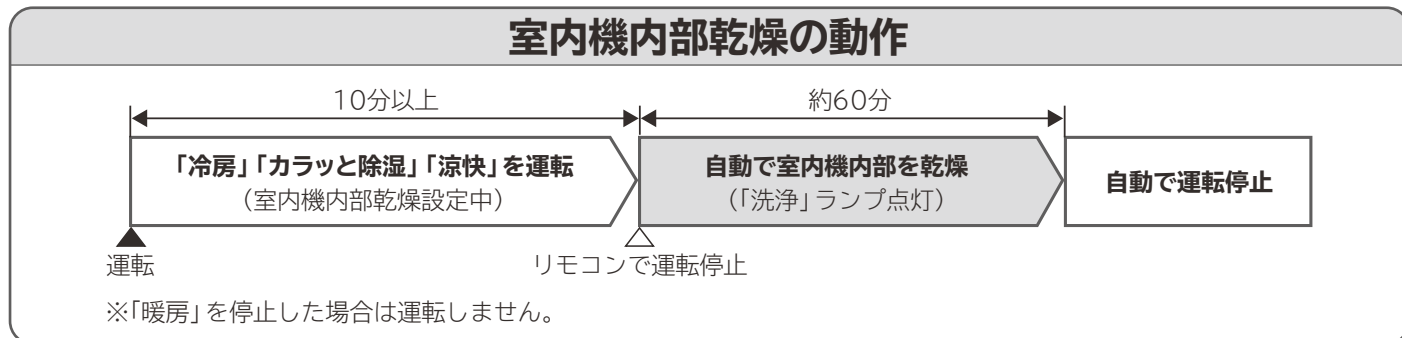 室内機内部乾燥の動作
10分以上
約60分
「冷房」「カラッと除湿」「涼快」を運転
（室内機内部乾燥設定中）
自動で室内機内部を乾燥
（「洗浄」ランプ点灯）
自動で運転停止
運転
リモコンで運転停止
※「暖房」を停止した場合は運転しません。